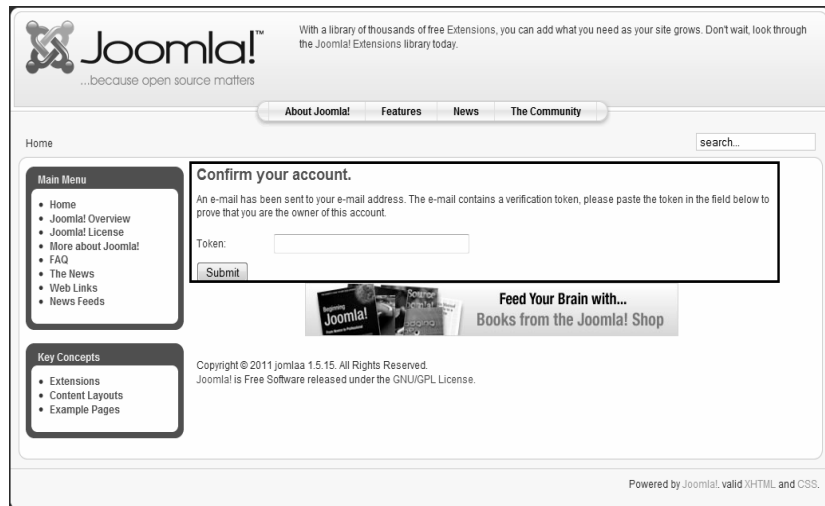 Joomla!™
...because open source matters
With a library of thousands of free Extensions, you can add what you need as your site grows. Don't wait, look through
the Joomla! Extensions library today.
About Joomla! Features News The Community
Home
search...
Main Menu
Home
Joomla! Overview
Joomla! License
More about Joomla!
FAQ
The News
Web Links
News Feeds
Key Concepts
Extensions
Content Layouts
Example Pages
Confirm your account.
An e-mail has been sent to your e-mail address. The e-mail contains a verification token, please paste the token in the field below to
prove that you are the owner of this account.
Token:
Submit
Beginning
Joomla!
Source
Feed Your Brain with...
Books from the Joomla! Shop
Copyright © 2011 jomlaa 1.5.15. All Rights Reserved.
Joomla! is Free Software released under the GNU/GPL License.
Powered by Joomla!. valid XHTML and CSS.